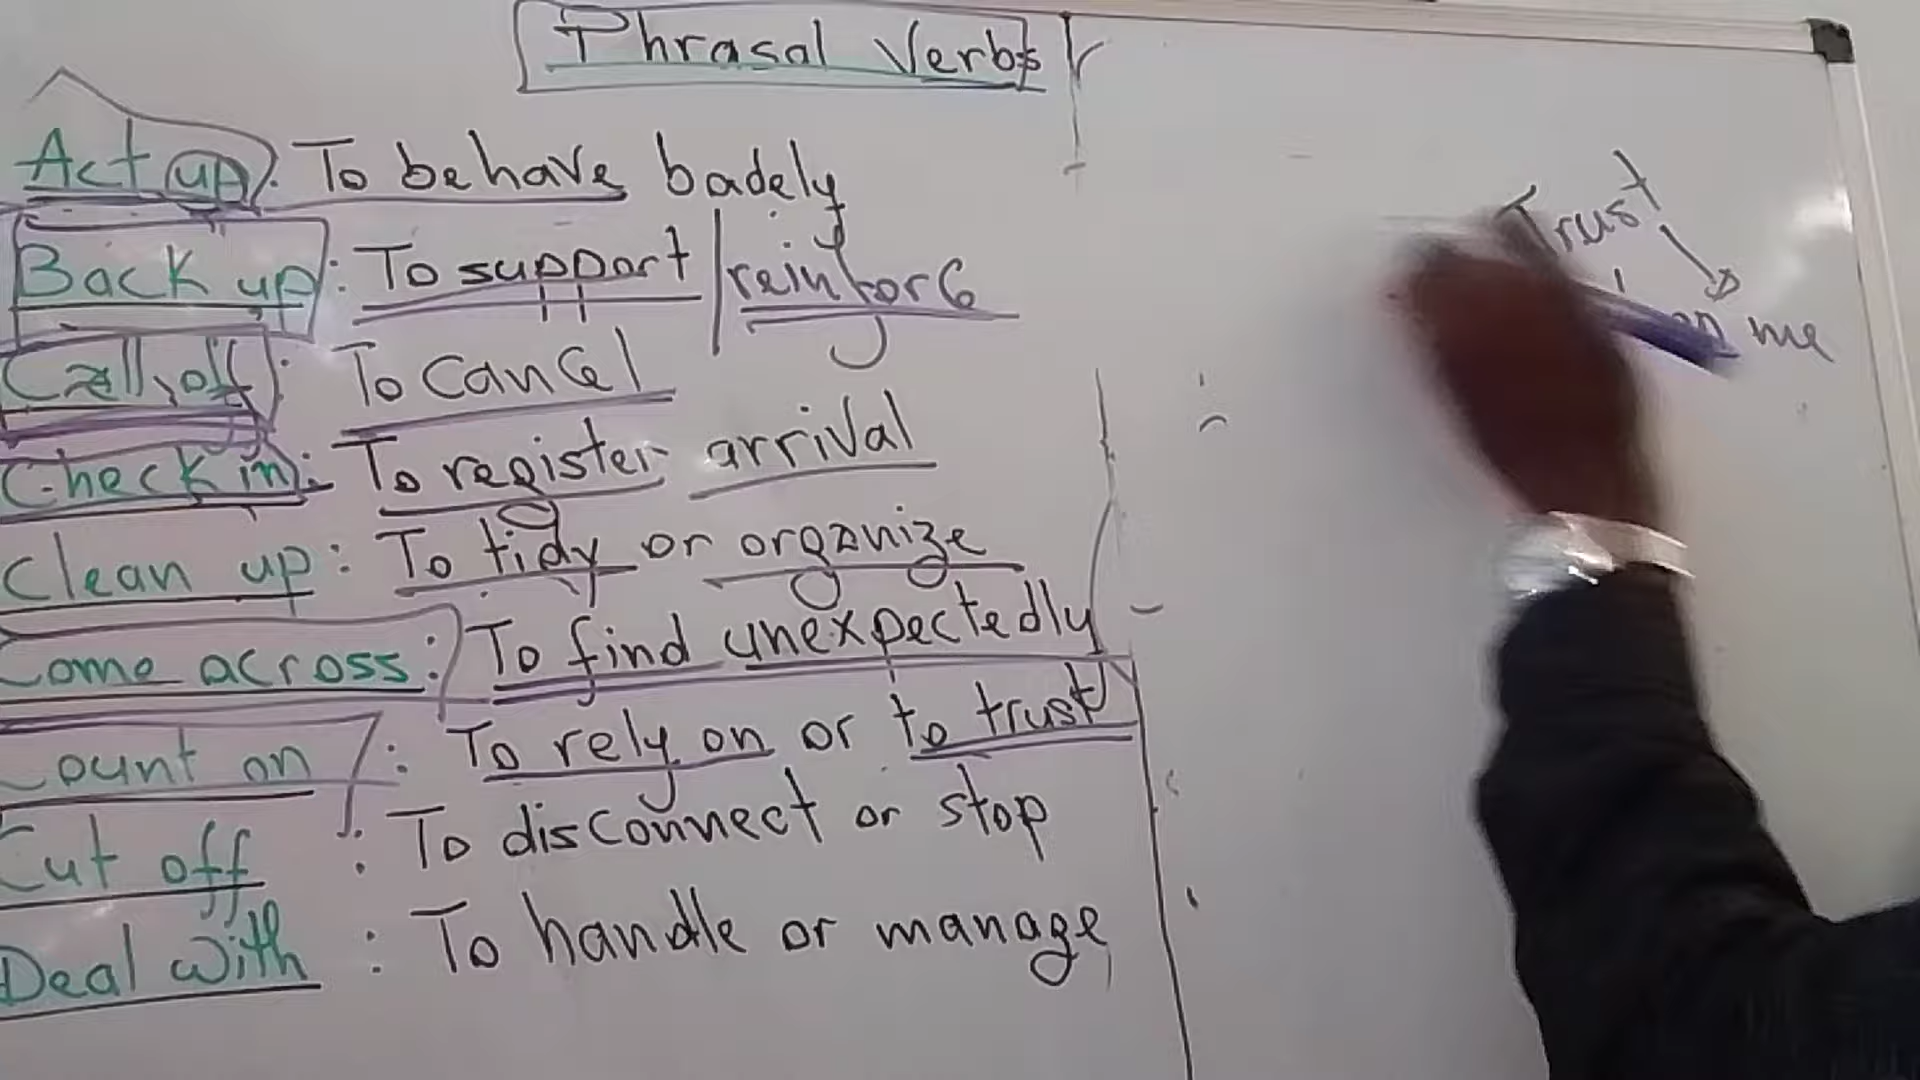 Phrasal Verbs
Act up: To behave badely
Back up: To support / reinforce
Call off: To cancel
Check in: To register arrival
Clean up: To tidy or organize
Come across: To find unexpectedly
Count on: To rely on or to trust
Cut off: To disconnect or stop
Deal with: To handle or manage
Trust
me